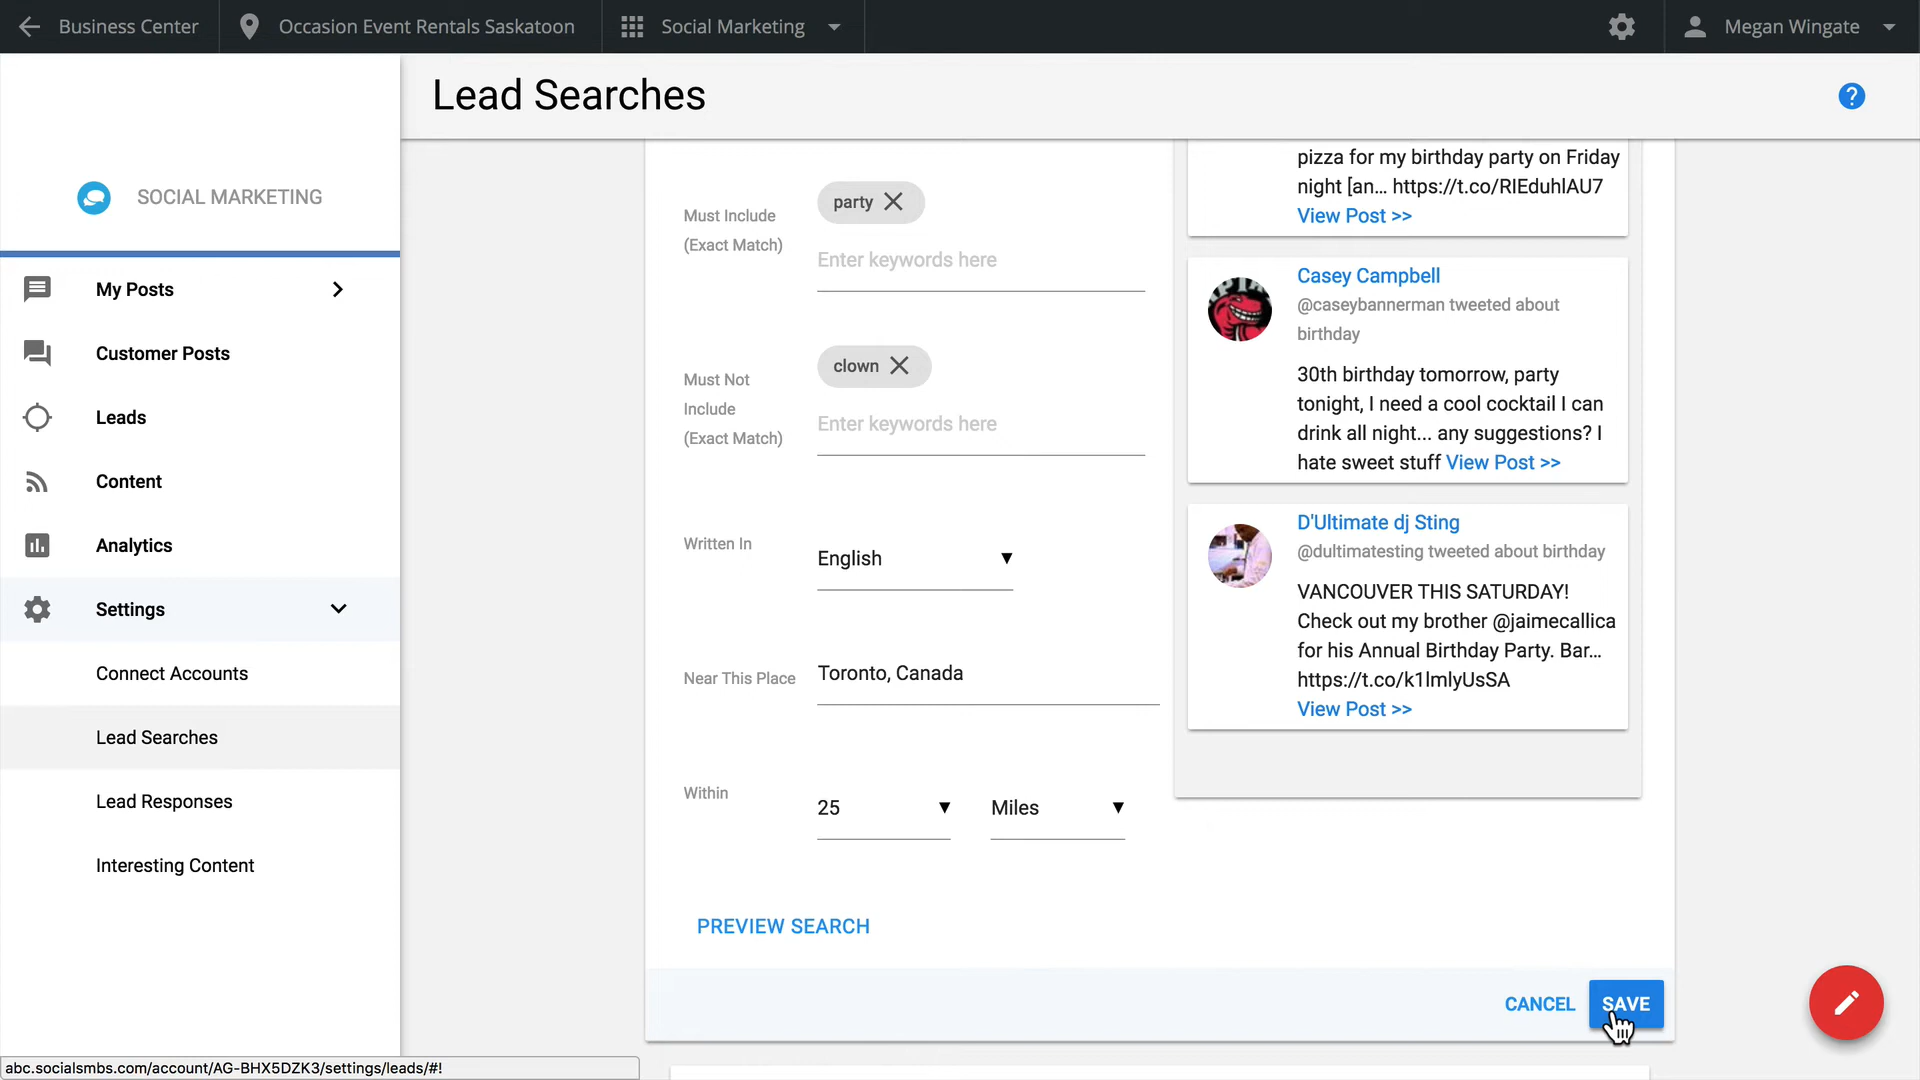 Business Center
Occasion Event Rentals Saskatoon
Social Marketing
Megan Wingate
Lead Searches
?
SOCIAL MARKETING
My Posts
Customer Posts
Leads
Content
Analytics
Settings
Connect Accounts
Lead Searches
Lead Responses
Interesting Content
Must Include
(Exact Match)
party
Enter keywords here
Must Not
Include
(Exact Match)
clown
Enter keywords here
Written In
English
Near This Place
Toronto, Canada
Within
25
Miles
PREVIEW SEARCH
pizza for my birthday party on Friday
night [an... https://t.co/RIEduhlAU7
View Post >>
Casey Campbell
@caseybannerman tweeted about
birthday
30th birthday tomorrow, party
tonight, I need a cool cocktail I can
drink all night... any suggestions? I
hate sweet stuff View Post >>
D'Ultimate dj Sting
@dultimatesting tweeted about birthday
VANCOUVER THIS SATURDAY!
Check out my brother @jaimecallica
for his Annual Birthday Party. Bar...
https://t.co/k1lmlyUsSA
View Post >>
CANCEL
SAVE
abc.socialsmbs.com/account/AG-BHX5DZK3/settings/leads/#!